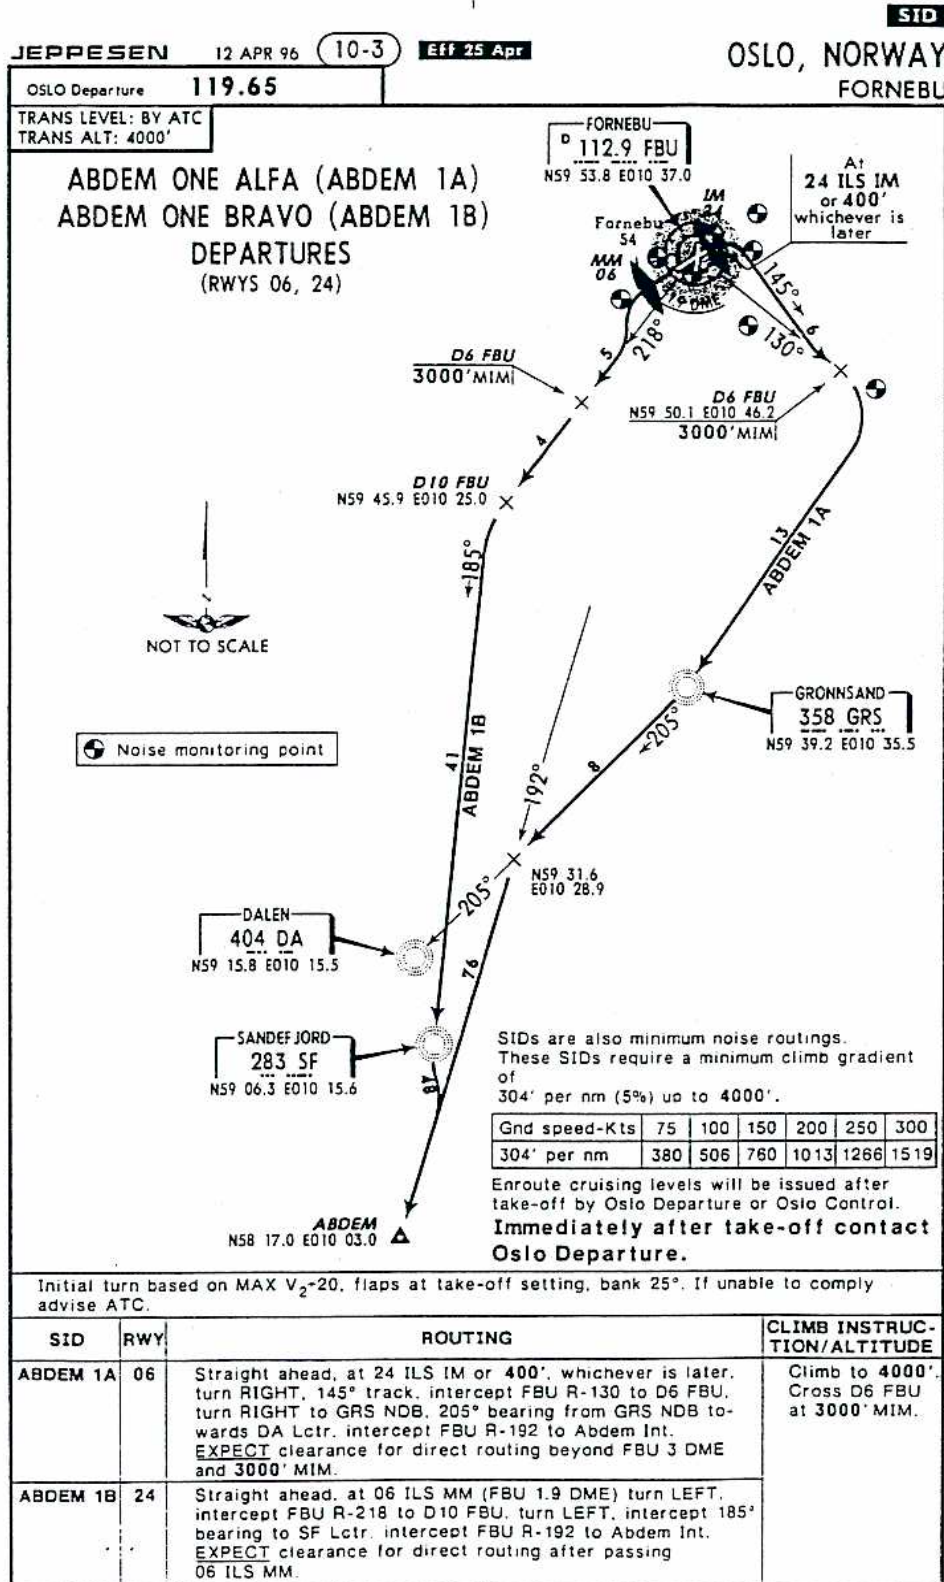 SID
JEPPESEN 12 APR 96 10-3 Eff 25 Apr
OSLO, NORWAY
FORNEBU
OSLO Departure 119.65
TRANS LEVEL: BY ATC
TRANS ALT: 4000'
ABDEM ONE ALFA (ABDEM 1A)
ABDEM ONE BRAVO (ABDEM 1B)
DEPARTURES
(RWYS 06, 24)
FORNEBU
D 112.9 FBU
N59 53.8 E010 37.0
At
24 ILS IM
or 400'
whichever is
later
IM
24
Fornebu
54
MM
06
1.9 DME
145°
6
130°
218°
5
D6 FBU
3000'MIM
D6 FBU
N59 50.1 E010 46.2
3000'MIM
4
D10 FBU
N59 45.9 E010 25.0
185°
13
ABDEM 1A
NOT TO SCALE
Noise monitoring point
GRONNSAND
358 GRS
N59 39.2 E010 35.5
205°
8
41
ABDEM 1B
192°
N59 31.6
E010 28.9
205°
DALEN
404 DA
N59 15.8 E010 15.5
76
SANDEFJORD
283 SF
N59 06.3 E010 15.6
SIDs are also minimum noise routings.
These SIDs require a minimum climb gradient
of
304' per nm (5%) up to 4000'.
Gnd speed-Kts 75 100 150 200 250 300
304' per nm 380 506 760 1013 1266 1519
Enroute cruising levels will be issued after
take-off by Oslo Departure or Oslo Control.
Immediately after take-off contact
Oslo Departure.
ABDEM
N58 17.0 E010 03.0
Initial turn based on MAX V2+20, flaps at take-off setting, bank 25°. If unable to comply
advise ATC.
SID RWY ROUTING CLIMB INSTRUC-
TION/ALTITUDE
ABDEM 1A 06 Straight ahead, at 24 ILS IM or 400', whichever is later,
turn RIGHT, 145° track, intercept FBU R-130 to D6 FBU,
turn RIGHT to GRS NDB, 205° bearing from GRS NDB to-
wards DA Lctr, intercept FBU R-192 to Abdem Int.
EXPECT clearance for direct routing beyond FBU 3 DME
and 3000' MIM.
Climb to 4000'.
Cross D6 FBU
at 3000'MIM.
ABDEM 1B 24 Straight ahead, at 06 ILS MM (FBU 1.9 DME) turn LEFT,
intercept FBU R-218 to D10 FBU, turn LEFT, intercept 185°
bearing to SF Lctr, intercept FBU R-192 to Abdem Int.
EXPECT clearance for direct routing after passing
06 ILS MM.